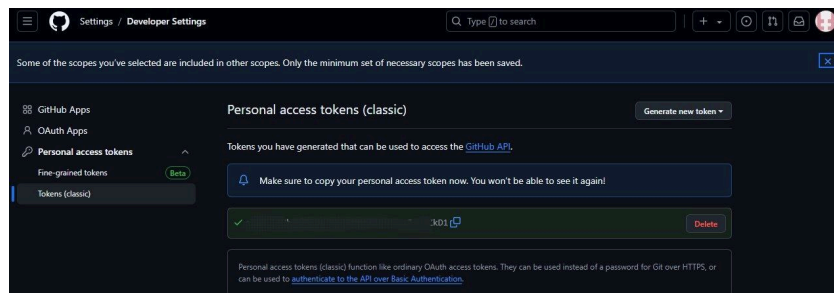 Settings / Developer Settings
Type / to search
Some of the scopes you've selected are included in other scopes. Only the minimum set of necessary scopes has been saved.
GitHub Apps
OAuth Apps
Personal access tokens
Fine-grained tokens
Beta
Tokens (classic)
Personal access tokens (classic)
Generate new token
Tokens you have generated that can be used to access the GitHub API.
Make sure to copy your personal access token now. You won't be able to see it again!
Delete
Personal access tokens (classic) function like ordinary OAuth access tokens. They can be used instead of a password for Git over HTTPS, or
can be used to authenticate to the API over Basic Authentication.